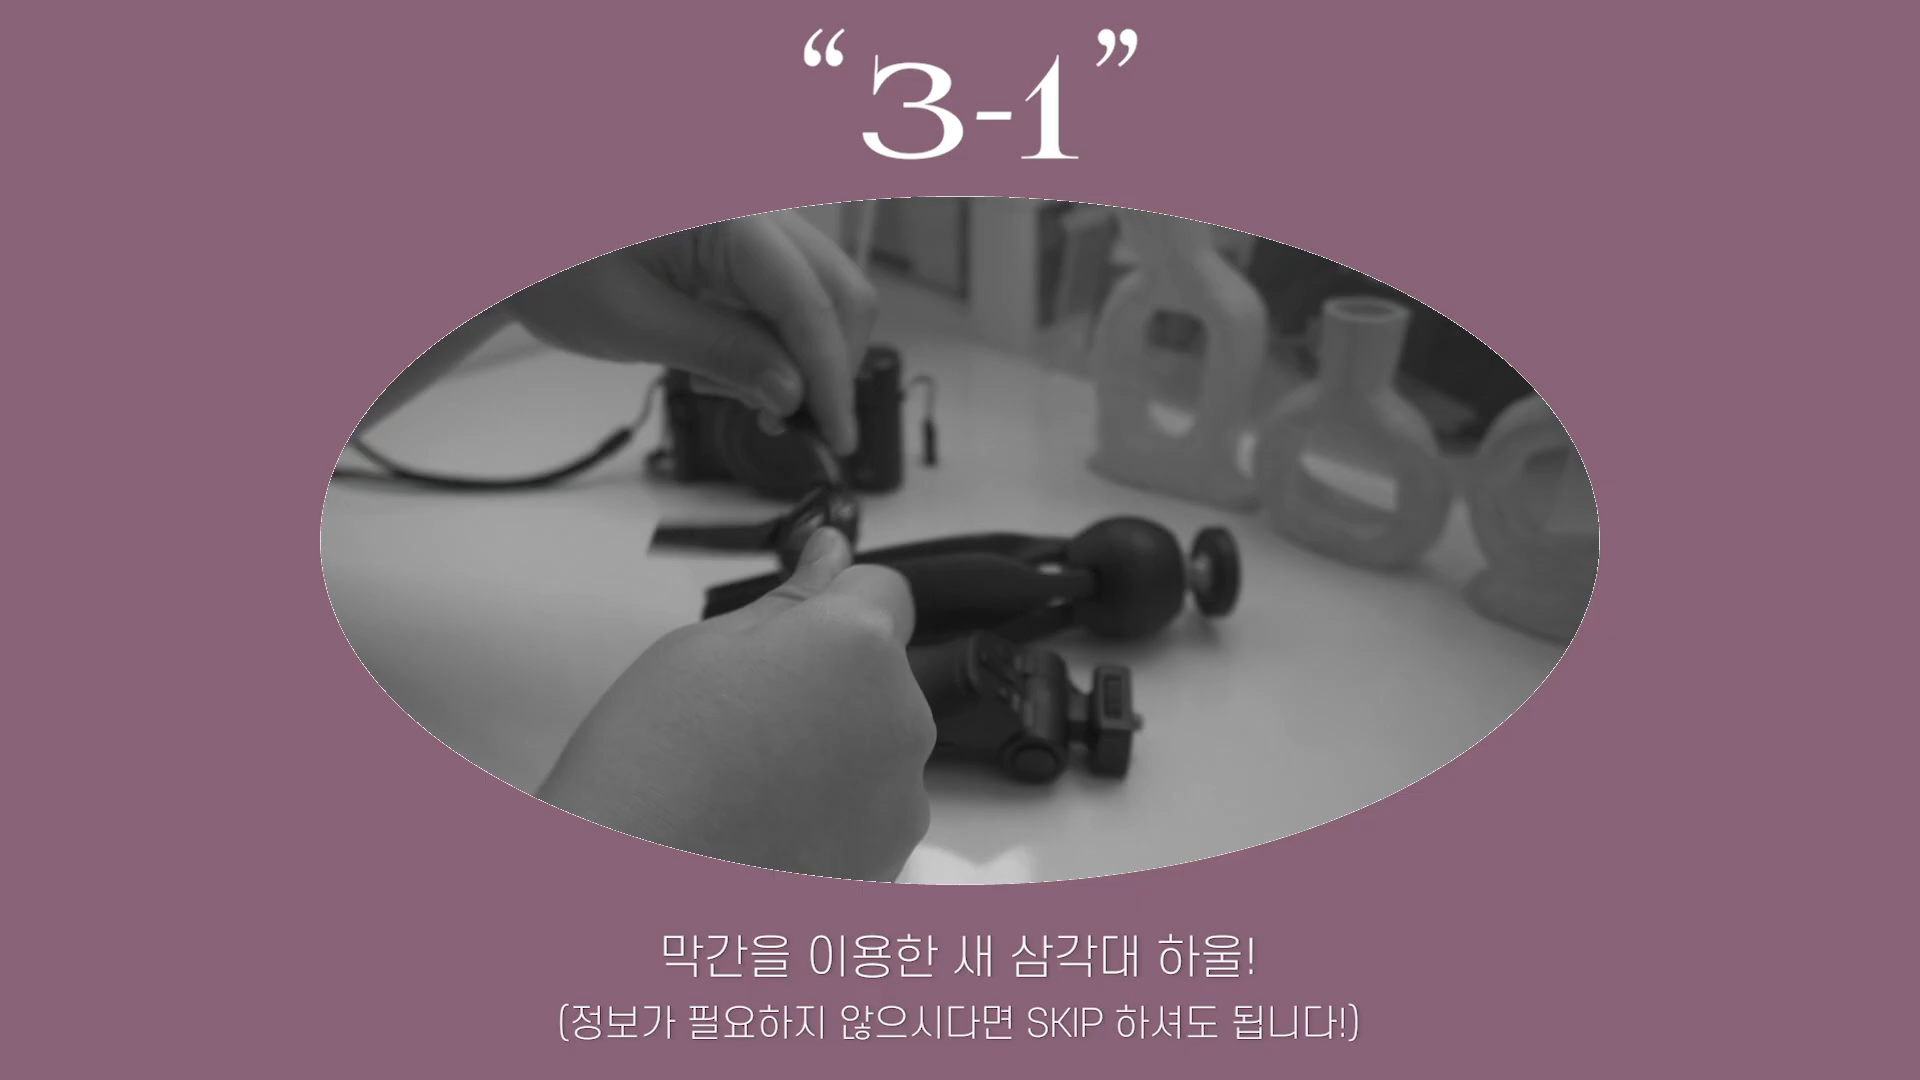 “3-1”
막간을 이용한 새 삼각대 하울!
(정보가 필요하지 않으시다면 SKIP 하셔도 됩니다!)